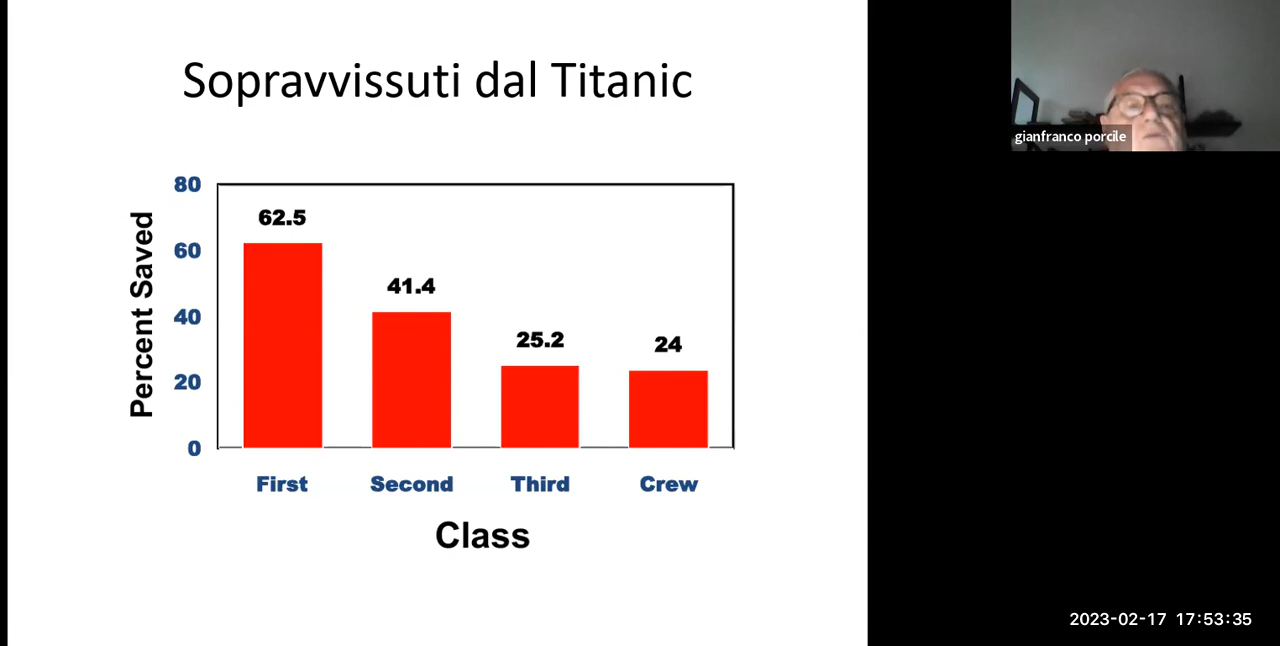 Sopravvissuti dal Titanic
80
60
40
20
0
Percent Saved
62.5
41.4
25.2
24
First
Second
Third
Crew
Class
gianfranco porcile
2023-02-17 17:53:35